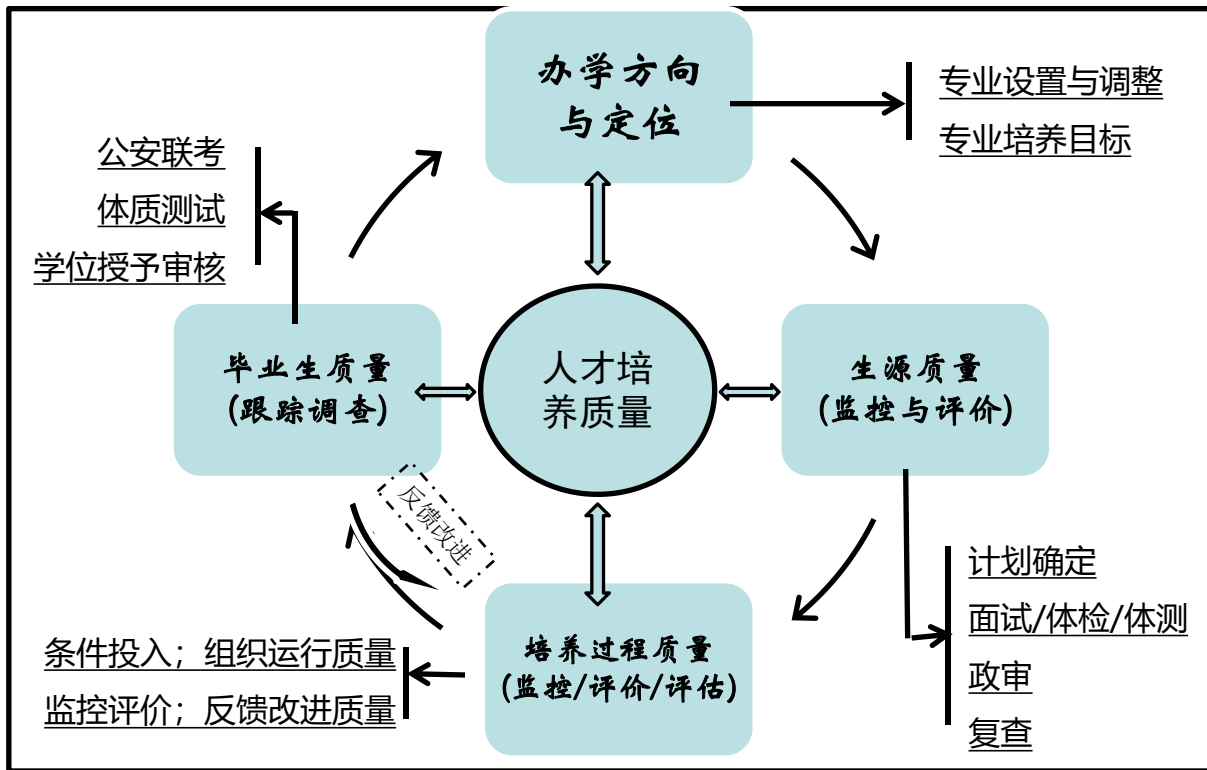 办学方向
与定位
专业设置与调整
专业培养目标
公安联考
体质测试
学位授予审核
毕业生质量
(跟踪调查)
人才培
养质量
生源质量
(监控与评价)
反馈改进
计划确定
面试/体检/体测
政审
复查
培养过程质量
(监控/评价/评估)
条件投入；组织运行质量
监控评价；反馈改进质量